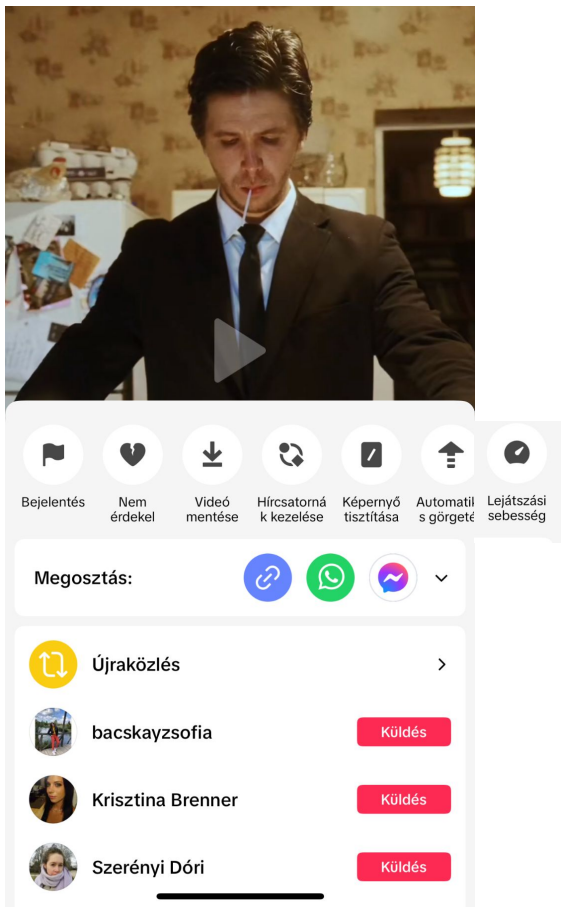 Bejelentés
Nem
érdekel
Videó
mentése
Hírcsatorná
k kezelése
Képernyő
tisztítása
Automatik
s görgeté
Lejátszási
sebesség
Megosztás:
Újraközlés
bacskayzsofia
Küldés
Krisztina Brenner
Küldés
Szerényi Dóri
Küldés